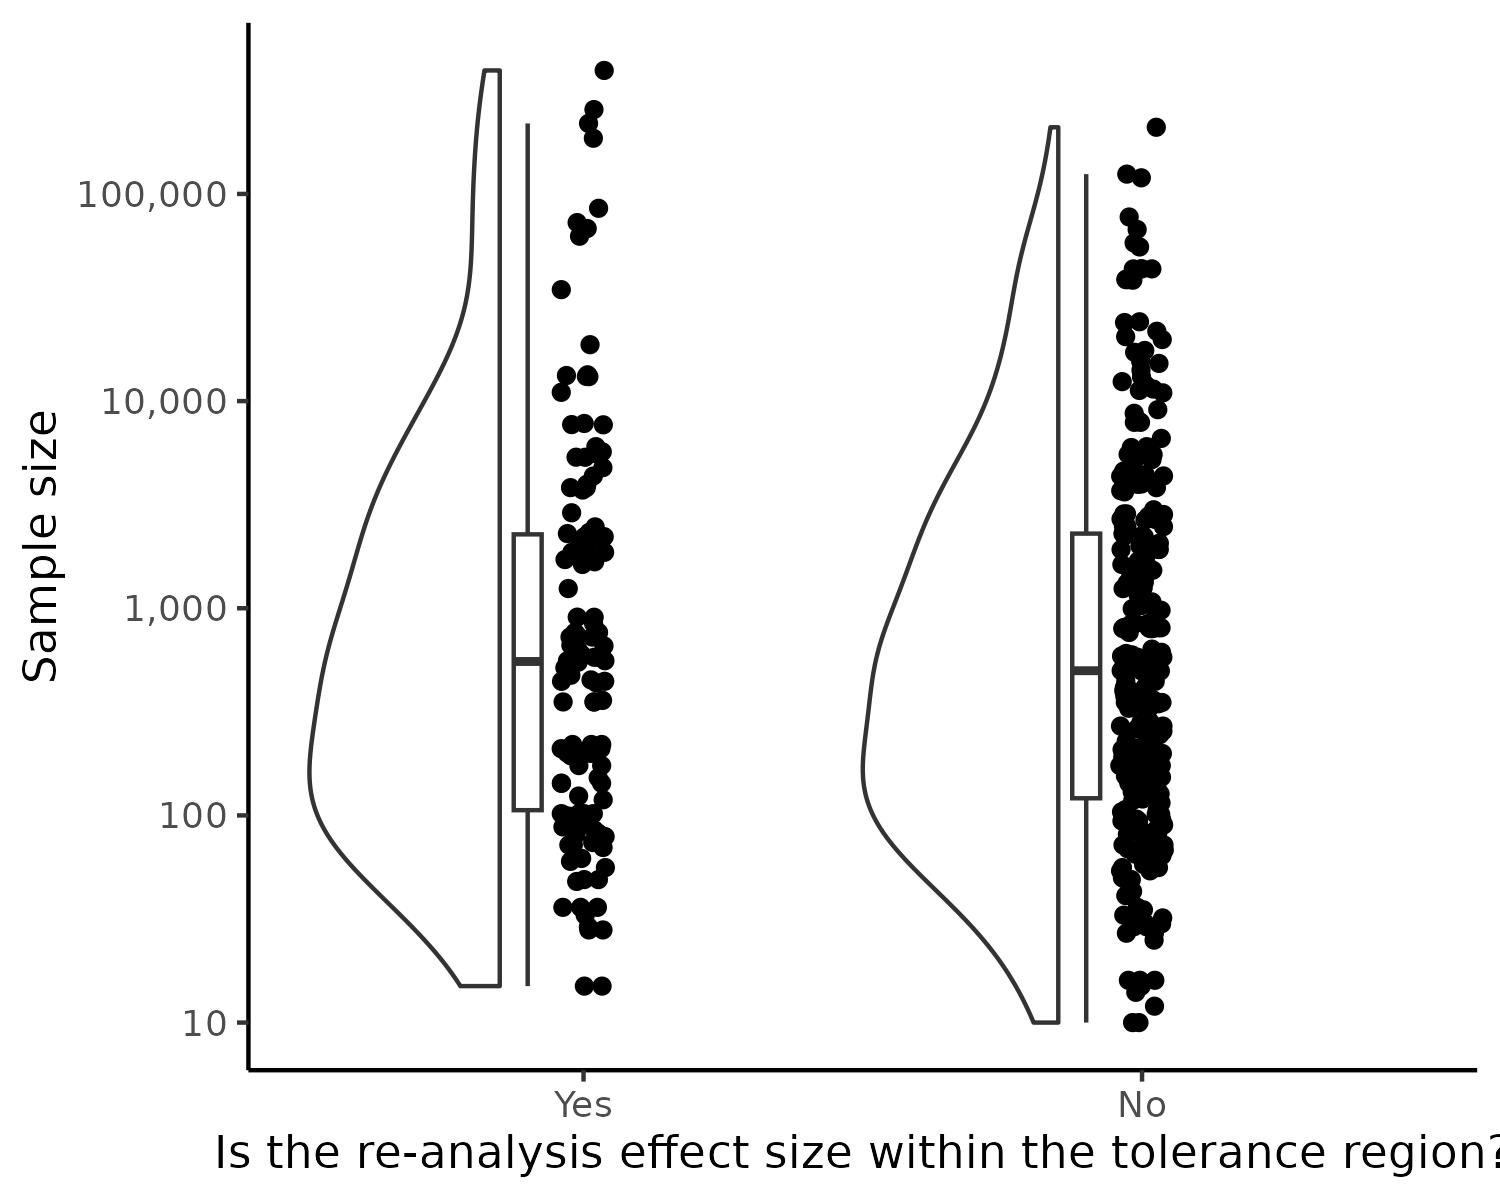 Sample size
100,000
10,000
1,000
100
10
Yes
No
Is the re-analysis effect size within the tolerance region?